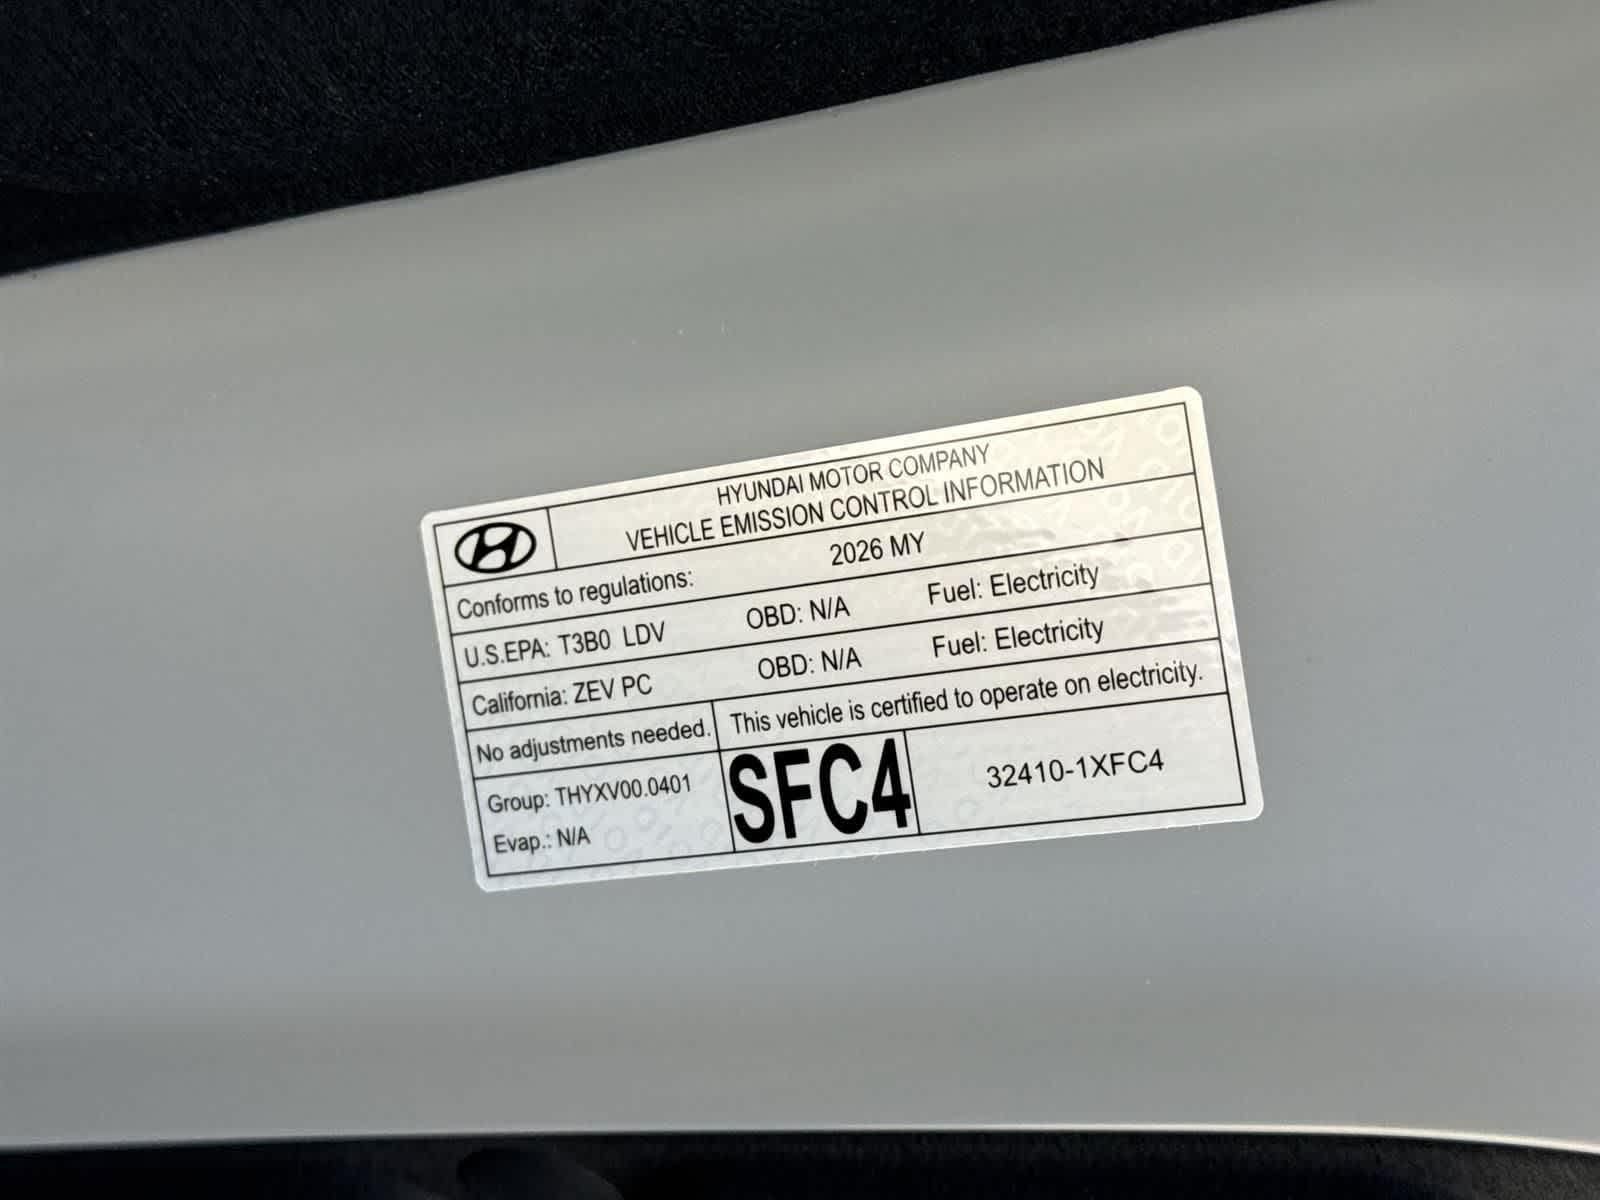 HYUNDAI MOTOR COMPANY
VEHICLE EMISSION CONTROL INFORMATION
Conforms to regulations: 2026 MY
U.S.EPA: T3B0 LDV OBD: N/A Fuel: Electricity
California: ZEV PC OBD: N/A Fuel: Electricity
No adjustments needed. This vehicle is certified to operate on electricity.
Group: THYXV00.0401
Evap.: N/A
SFC4
32410-1XFC4